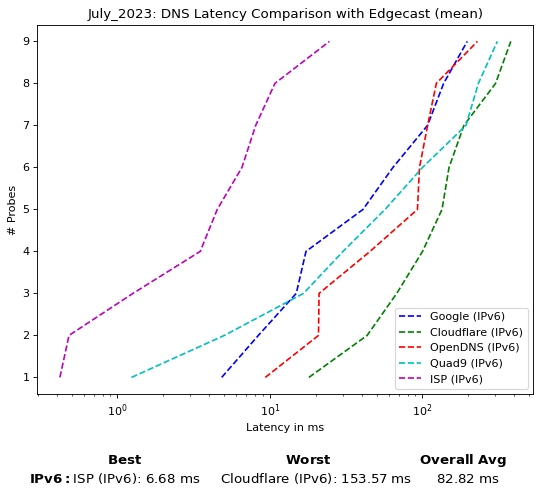 July_2023: DNS Latency Comparison with Edgecast (mean)
# Probes
9
8
7
6
5
4
3
2
1
10⁰ 10¹ 10²
Latency in ms
Google (IPv6)
Cloudflare (IPv6)
OpenDNS (IPv6)
Quad9 (IPv6)
ISP (IPv6)
Best Worst Overall Avg
IPv6: ISP (IPv6): 6.68 ms Cloudflare (IPv6): 153.57 ms 82.82 ms